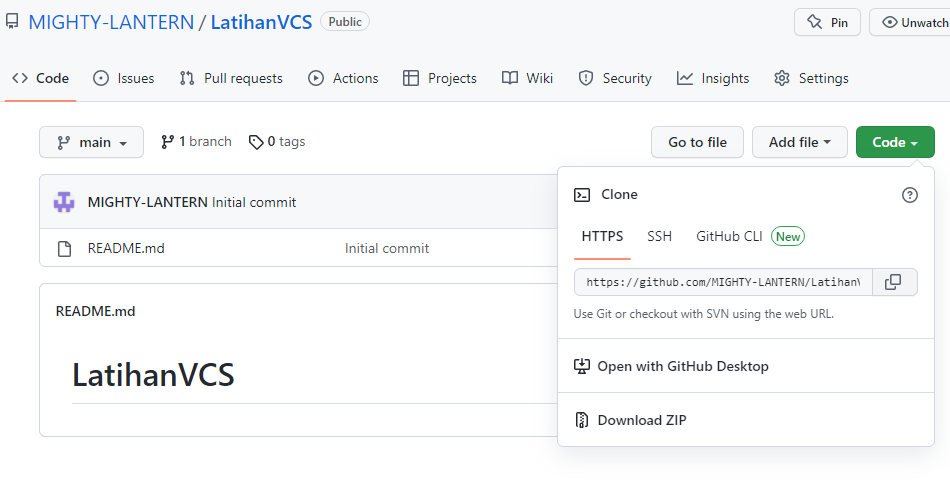 MIGHTY-LANTERN / LatihanVCS Public Pin Unwatch
Code Issues Pull requests Actions Projects Wiki Security Insights Settings
main 1 branch 0 tags Go to file Add file Code
MIGHTY-LANTERN Initial commit
README.md Initial commit
README.md
LatihanVCS
Clone
HTTPS SSH GitHub CLI New
https://github.com/MIGHTY-LANTERN/Latihan
Use Git or checkout with SVN using the web URL.
Open with GitHub Desktop
Download ZIP